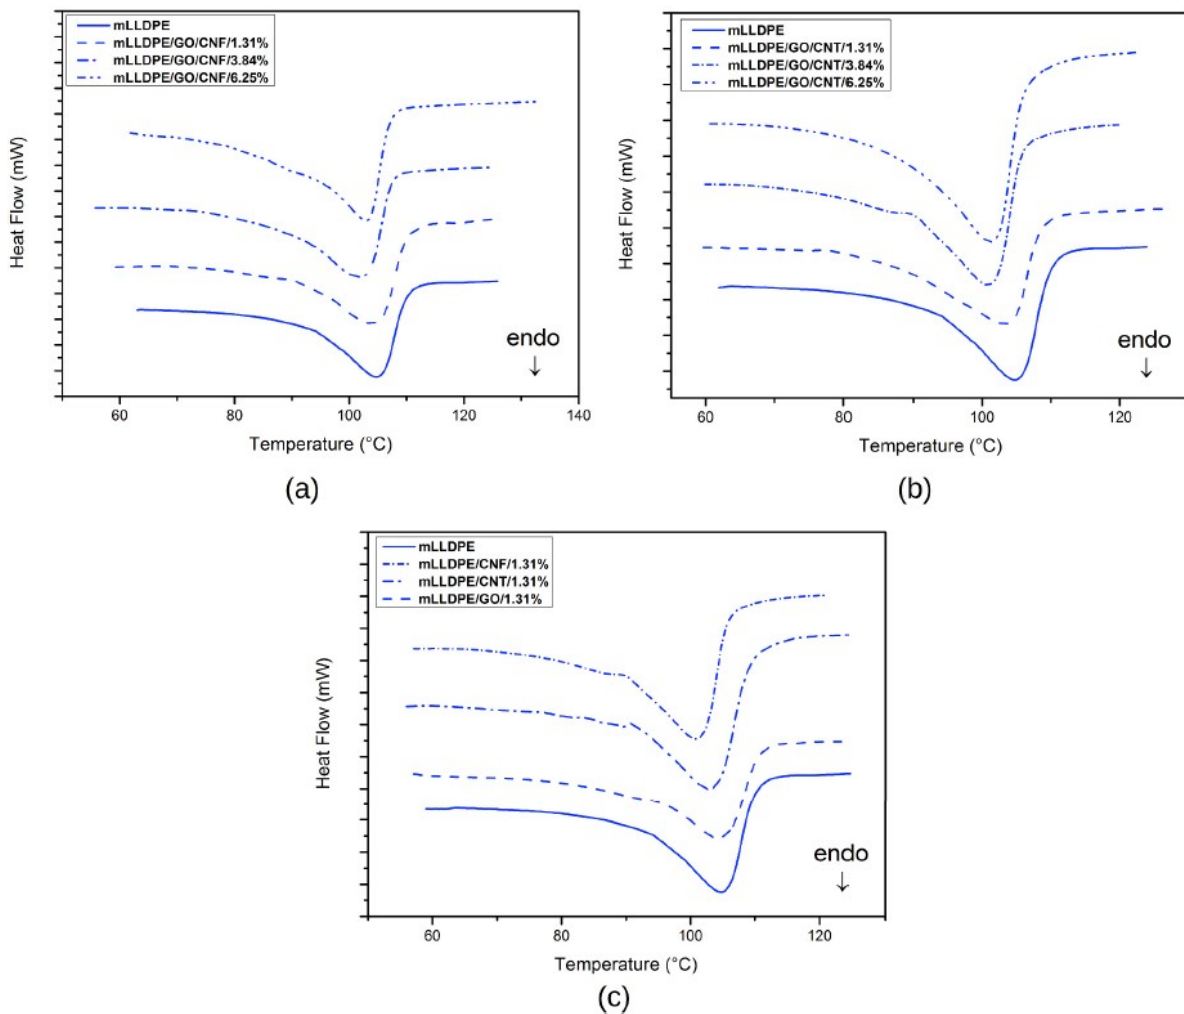 mLLDPE
mLLDPE/GO/CNF/1.31%
mLLDPE/GO/CNF/3.84%
mLLDPE/GO/CNF/6.25%
Heat Flow (mW)
endo
↓
60 80 100 120 140
Temperature (°C)
(a)
mLLDPE
mLLDPE/GO/CNT/1.31%
mLLDPE/GO/CNT/3.84%
mLLDPE/GO/CNT/6.25%
Heat Flow (mW)
endo
↓
60 80 100 120
Temperature (°C)
(b)
mLLDPE
mLLDPE/CNF/1.31%
mLLDPE/CNT/1.31%
mLLDPE/GO/1.31%
Heat Flow (mW)
endo
↓
60 80 100 120
Temperature (°C)
(c)